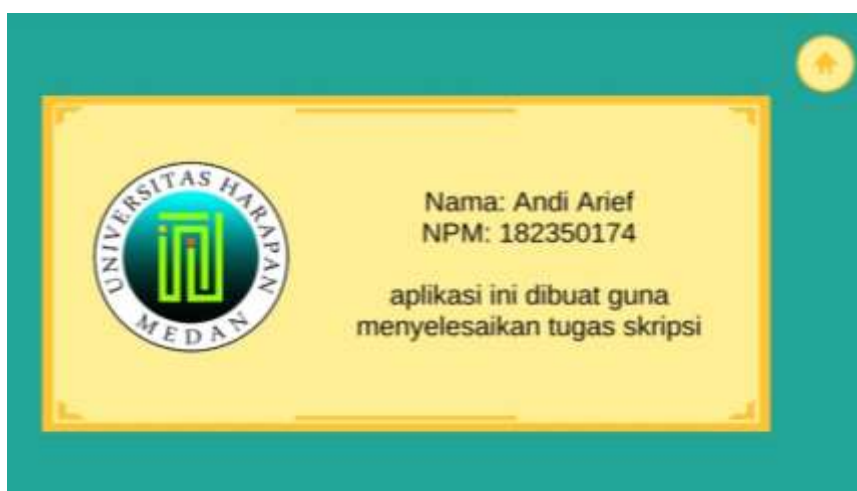 UNIVERSITAS HARAPAN
MEDAN
Nama: Andi Arief
NPM: 182350174
aplikasi ini dibuat guna
menyelesaikan tugas skripsi